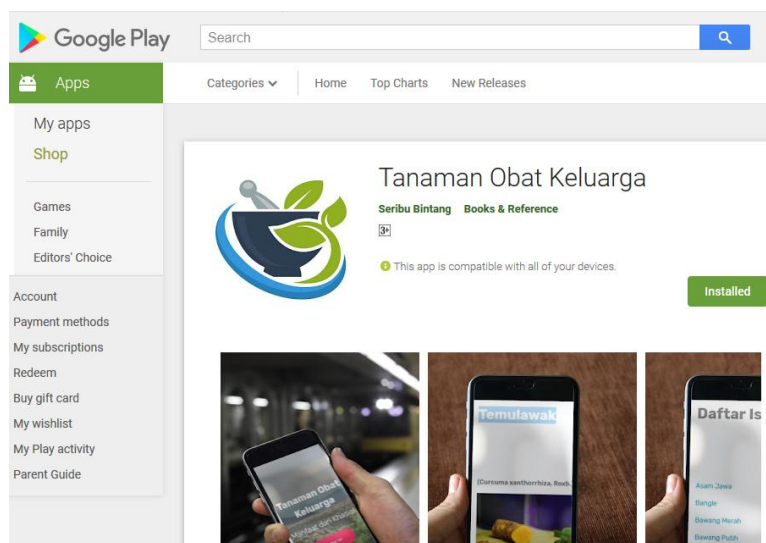 Google Play
Search
Apps
Categories
Home
Top Charts
New Releases
My apps
Shop
Games
Family
Editors' Choice
Account
Payment methods
My subscriptions
Redeem
Buy gift card
My wishlist
My Play activity
Parent Guide
Tanaman Obat Keluarga
Seribu Bintang Books & Reference
3+
This app is compatible with all of your devices.
Installed
Tanaman Obat
Keluarga
Manfaat dan Khasiat
Temulawak
(Curcuma xanthorrhiza, Roxb.)
Daftar Is
Asam Jawa
Bangle
Bawang Merah
Bawang Putih